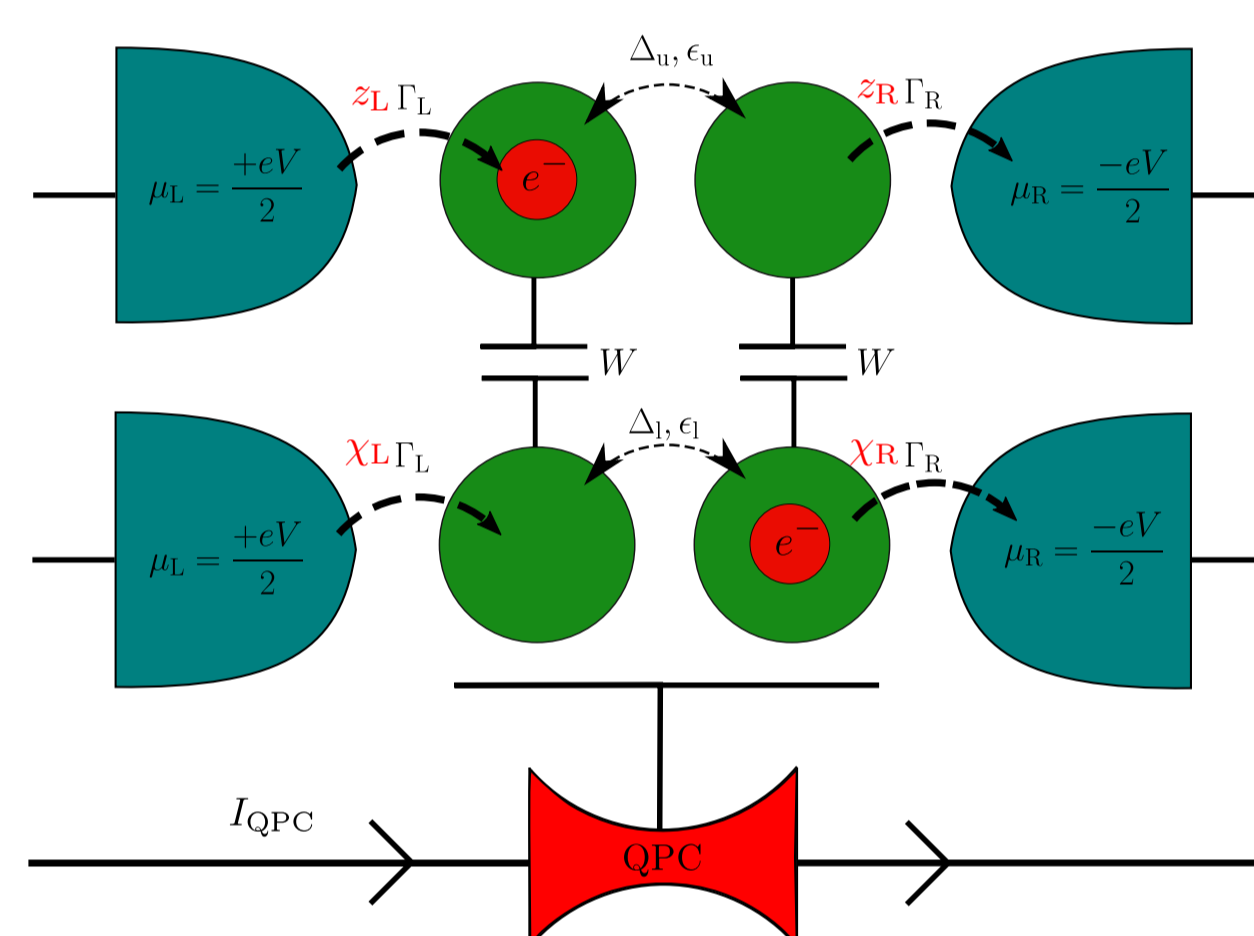 Δu, ϵu
zL ΓL
zR ΓR
μL = +eV/2
e−
μR = −eV/2
W
W
Δl, ϵl
χL ΓL
χR ΓR
μL = +eV/2
e−
μR = −eV/2
IQPC
QPC